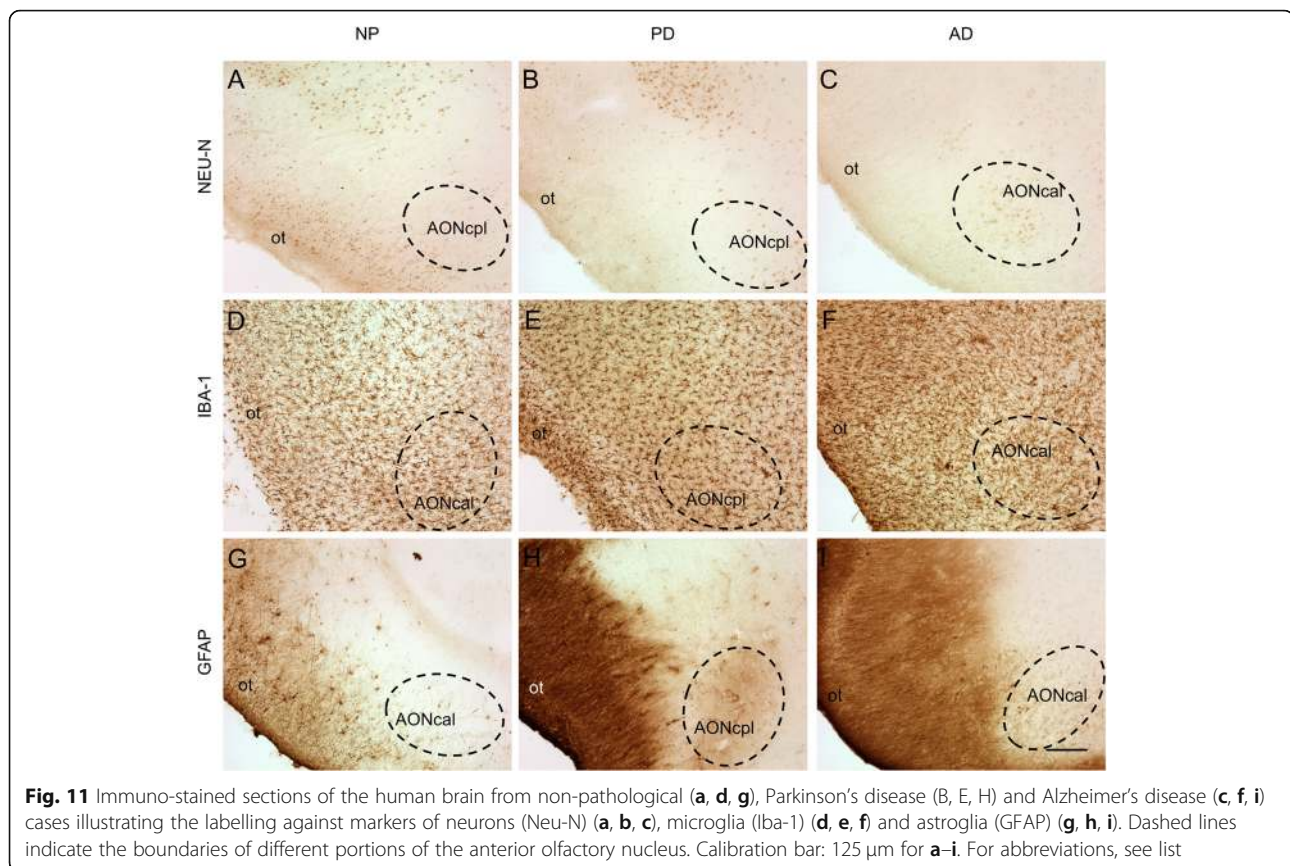 NP PD AD
NEU-N
A B C
ot AONcpl
ot AONcpl
ot AONcal
IBA-1
D E F
ot AONcal
ot AONcpl
ot AONcal
GFAP
G H I
ot AONcal
ot AONcpl
ot AONcal
Fig. 11 Immuno-stained sections of the human brain from non-pathological (a, d, g), Parkinson's disease (B, E, H) and Alzheimer's disease (c, f, i)
cases illustrating the labelling against markers of neurons (Neu-N) (a, b, c), microglia (Iba-1) (d, e, f) and astroglia (GFAP) (g, h, i). Dashed lines
indicate the boundaries of different portions of the anterior olfactory nucleus. Calibration bar: 125 μm for a–i. For abbreviations, see list